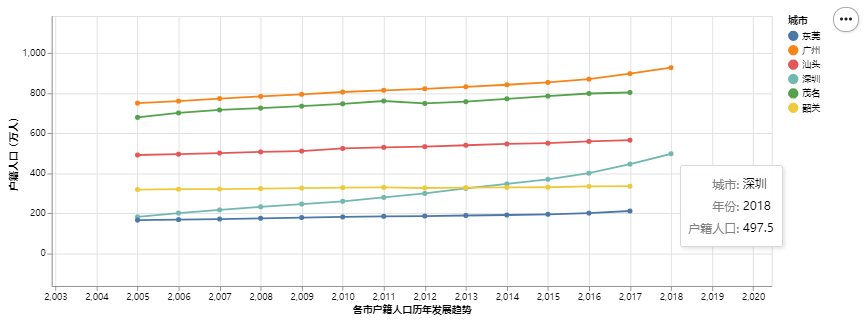 城市
东莞
广州
汕头
深圳
茂名
韶关
户籍人口（万人）
1,000
800
600
400
200
0
城市: 深圳
年份: 2018
户籍人口: 497.5
2,003 2,004 2,005 2,006 2,007 2,008 2,009 2,010 2,011 2,012 2,013 2,014 2,015 2,016 2,017 2,018 2,019 2,020
各市户籍人口历年发展趋势